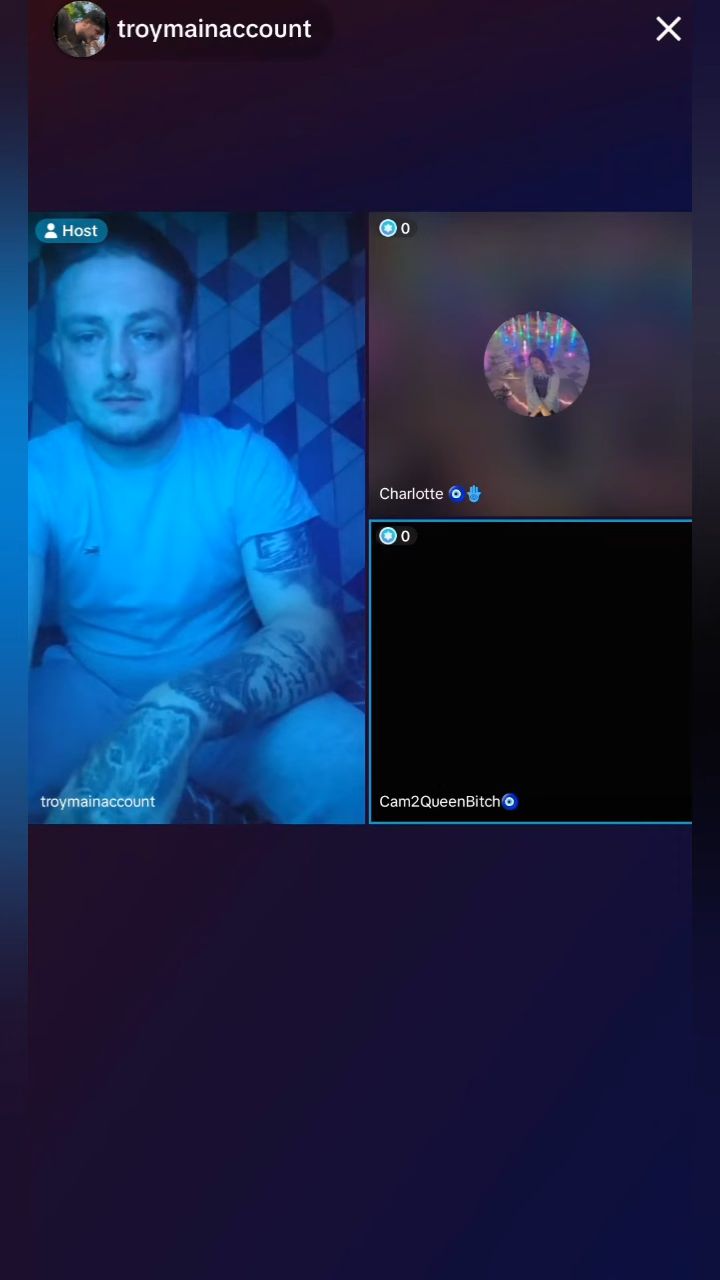 troymainaccount
Host
0
Charlotte 🧿🪬
troymainaccount
0
Cam2QueenBitch🧿